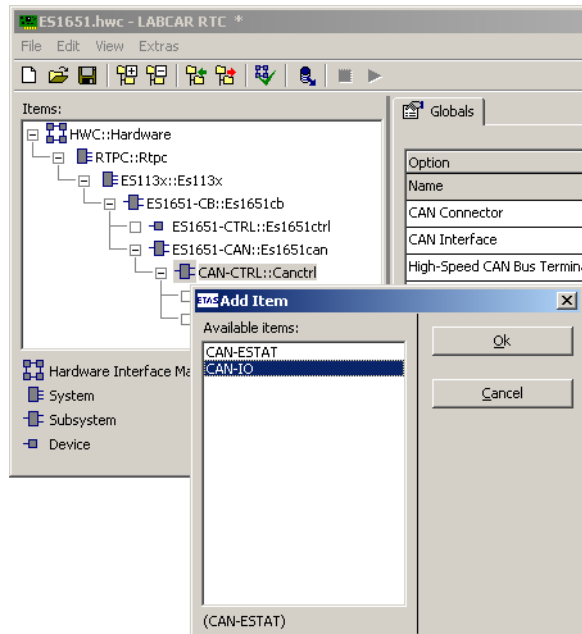 ES1651.hwc - LABCAR RTC *
File Edit View Extras
Items:
HWC::Hardware
RTPC::Rtpc
ES113x::Es113x
ES1651-CB::Es1651cb
ES1651-CTRL::Es1651ctrl
ES1651-CAN::Es1651can
CAN-CTRL::Canctrl
Hardware Interface Ma
System
Subsystem
Device
Globals
Option
Name
CAN Connector
CAN Interface
High-Speed CAN Bus Termina
ETAS Add Item
Available items:
CAN-ESTAT
CAN-IO
(CAN-ESTAT)
Ok
Cancel